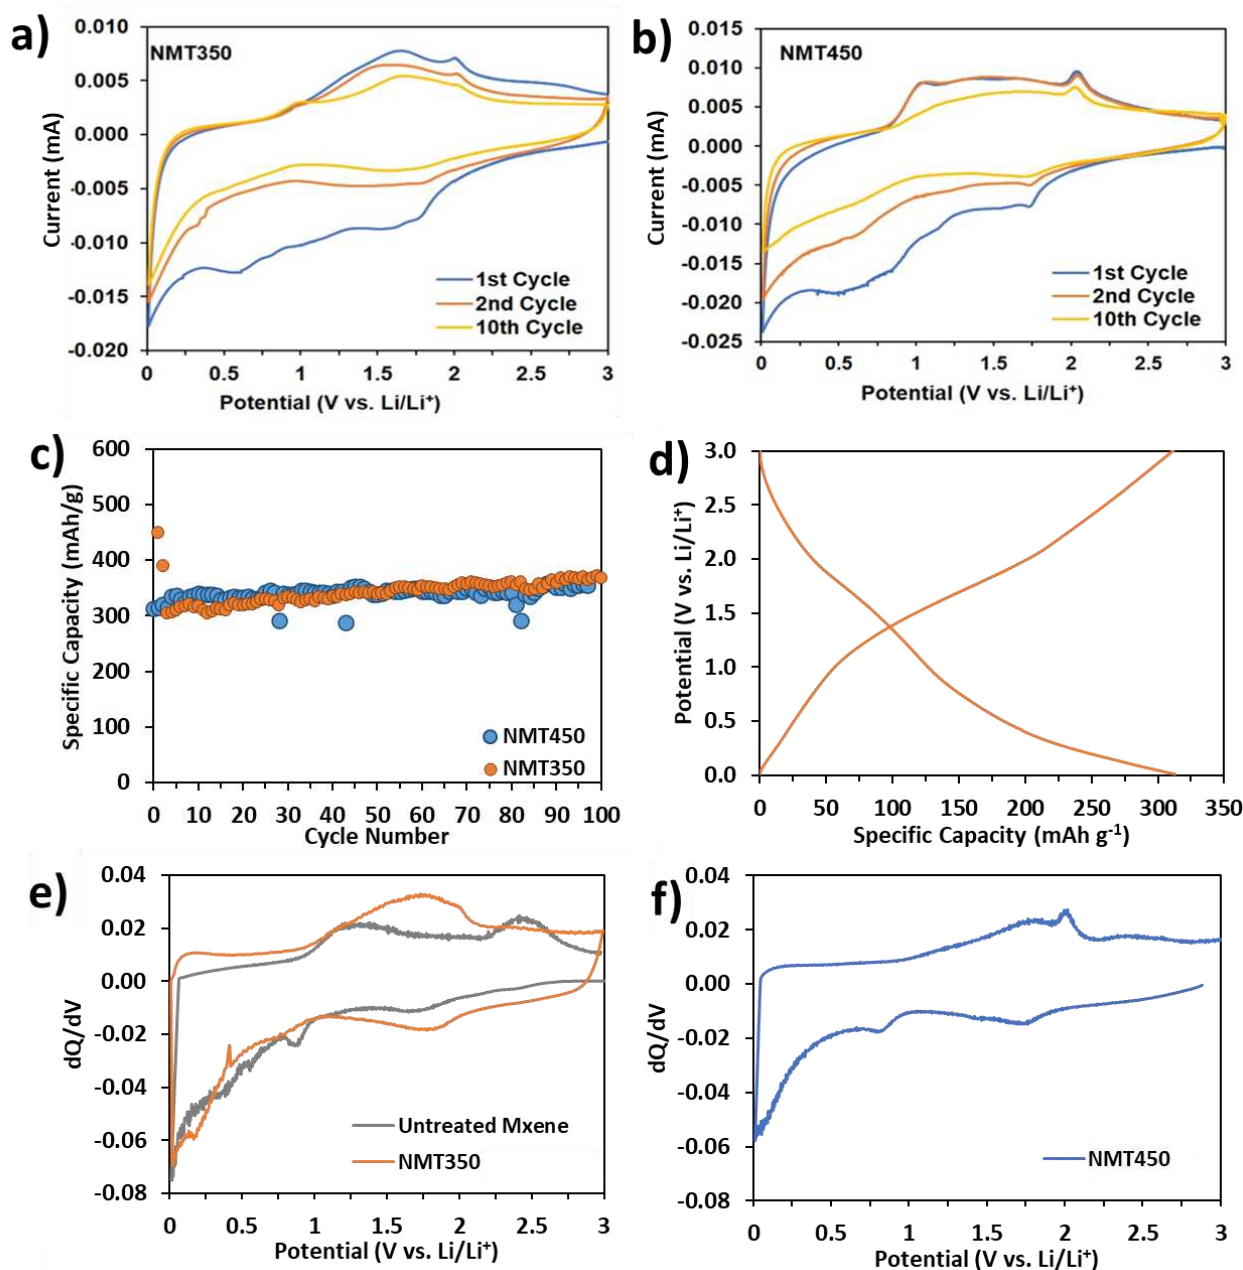 a)
NMT350
0.010
0.005
0.000
-0.005
-0.010
-0.015
-0.020
Current (mA)
1st Cycle
2nd Cycle
10th Cycle
0 0.5 1 1.5 2 2.5 3
Potential (V vs. Li/Li⁺)
b)
NMT450
0.015
0.010
0.005
0.000
-0.005
-0.010
-0.015
-0.020
-0.025
Current (mA)
1st Cycle
2nd Cycle
10th Cycle
0 0.5 1 1.5 2 2.5 3
Potential (V vs. Li/Li⁺)
c)
600
500
400
300
200
100
0
Specific Capacity (mAh/g)
NMT450
NMT350
0 10 20 30 40 50 60 70 80 90 100
Cycle Number
d)
3.0
2.5
2.0
1.5
1.0
0.5
0.0
Potential (V vs. Li/Li⁺)
0 50 100 150 200 250 300 350
Specific Capacity (mAh g⁻¹)
e)
0.04
0.02
0.00
-0.02
-0.04
-0.06
-0.08
dQ/dV
Untreated Mxene
NMT350
0 0.5 1 1.5 2 2.5 3
Potential (V vs. Li/Li⁺)
f)
0.04
0.02
0.00
-0.02
-0.04
-0.06
-0.08
dQ/dV
NMT450
0 0.5 1 1.5 2 2.5 3
Potential (V vs. Li/Li⁺)